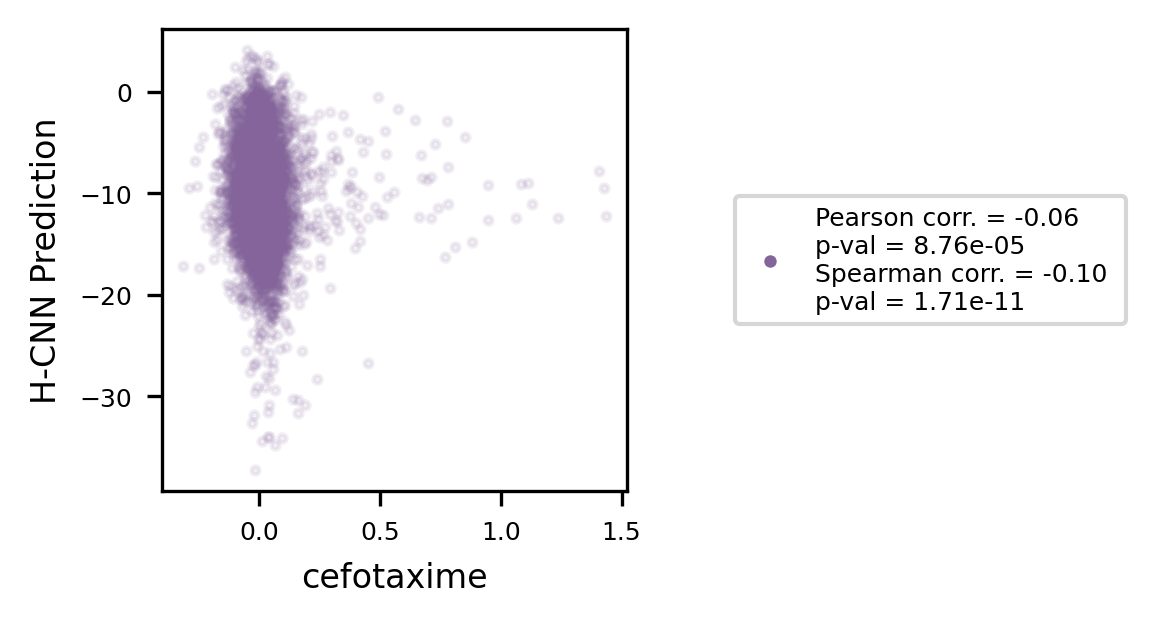 H-CNN Prediction
0
−10
−20
−30
0.0
0.5
1.0
1.5
cefotaxime
Pearson corr. = -0.06
p-val = 8.76e-05
Spearman corr. = -0.10
p-val = 1.71e-11